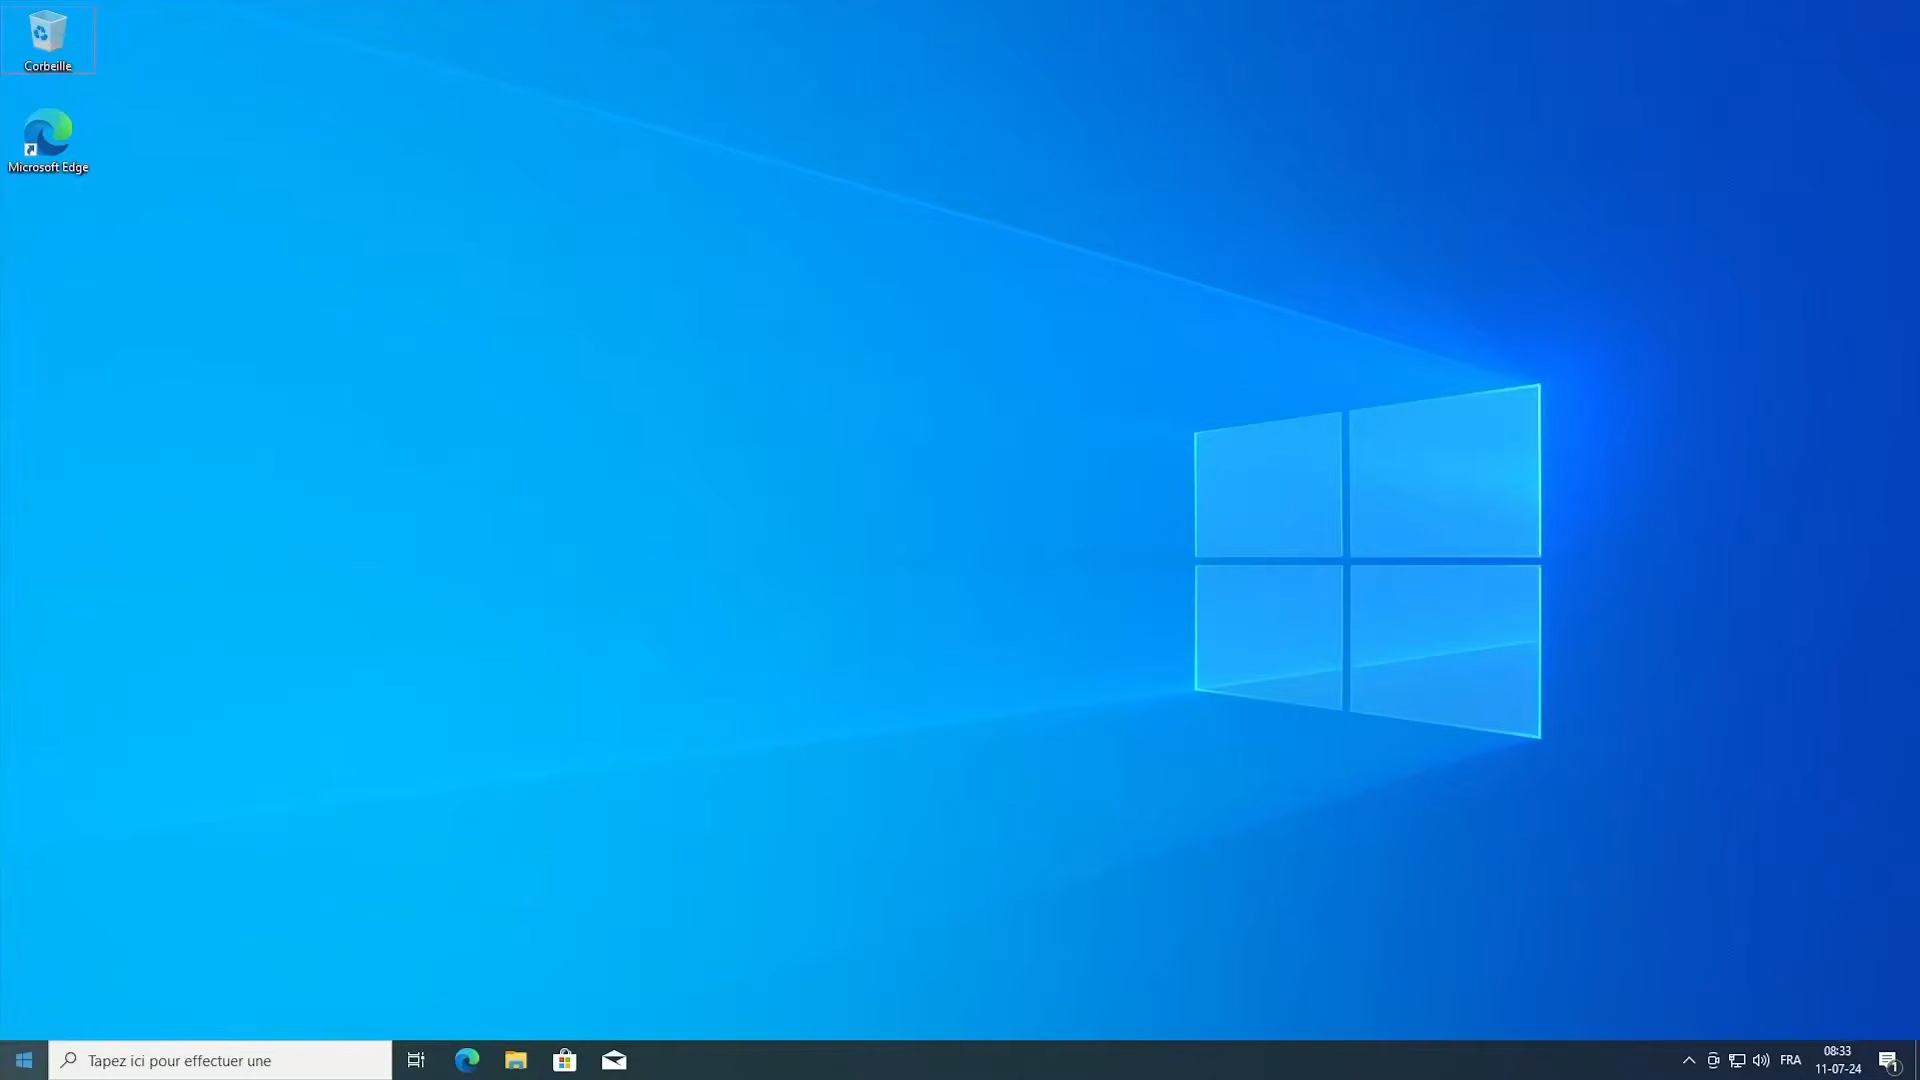 Corbeille
Microsoft Edge
Tapez ici pour effectuer une
FRA
08:33
11-07-24
1